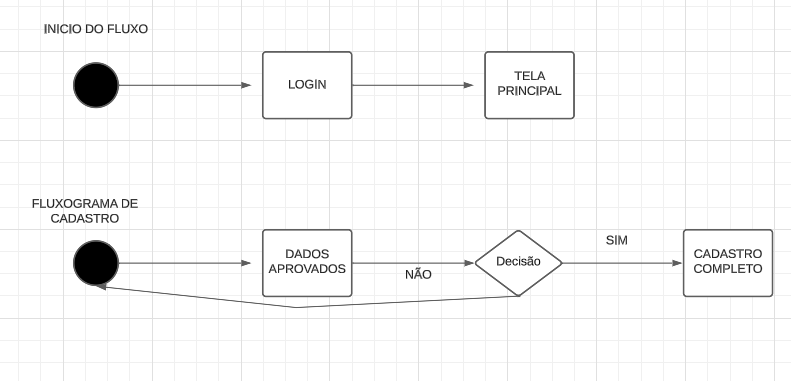 INICIO DO FLUXO
LOGIN
TELA
PRINCIPAL
FLUXOGRAMA DE
CADASTRO
DADOS
APROVADOS
NÃO
Decisão
SIM
CADASTRO
COMPLETO